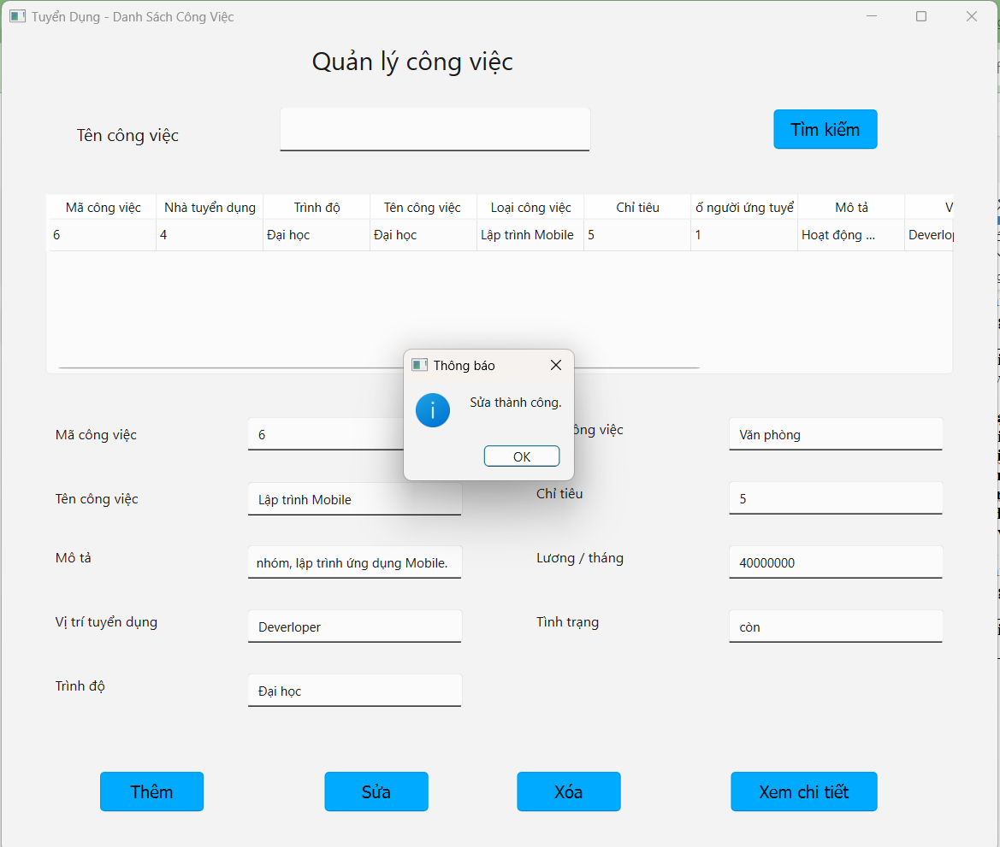 Tuyển Dụng - Danh Sách Công Việc
Quản lý công việc
Tên công việc
Tìm kiếm
Mã công việc Nhà tuyển dụng Trình độ Tên công việc Loại công việc Chỉ tiêu ố người ứng tuyể Mô tả V
6 4 Đại học Đại học Lập trình Mobile 5 1 Hoạt động ... Deverlop
Thông báo
Sửa thành công.
OK
Mã công việc 6 ông việc Văn phòng
Tên công việc Lập trình Mobile Chỉ tiêu 5
Mô tả nhóm, lập trình ứng dụng Mobile. Lương / tháng 40000000
Vị trí tuyển dụng Deverloper Tình trạng còn
Trình độ Đại học
Thêm Sửa Xóa Xem chi tiết